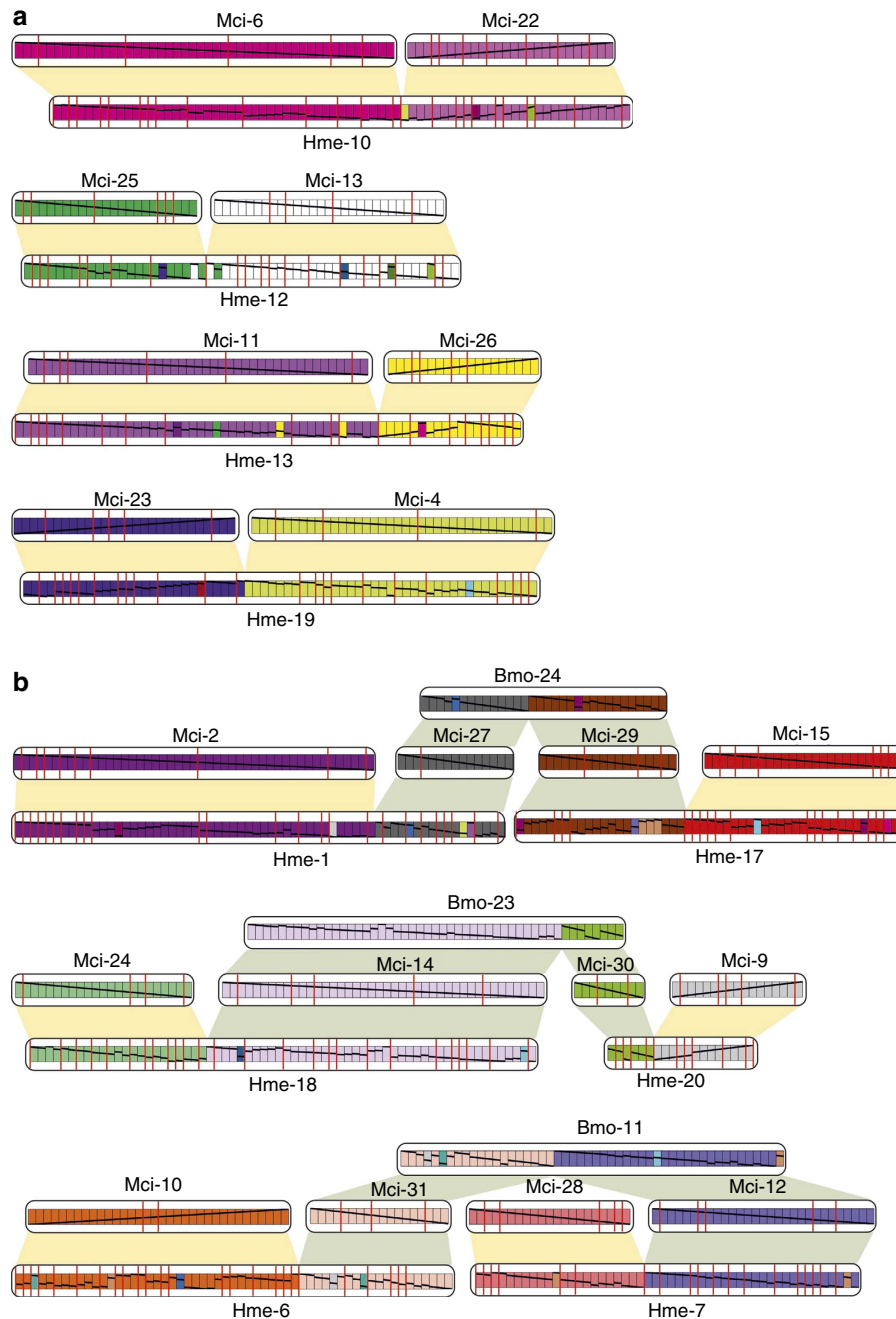 a
Mci-6 Mci-22
Hme-10
Mci-25 Mci-13
Hme-12
Mci-11 Mci-26
Hme-13
Mci-23 Mci-4
Hme-19
b
Bmo-24
Mci-2 Mci-27 Mci-29 Mci-15
Hme-1 Hme-17
Bmo-23
Mci-24 Mci-14 Mci-30 Mci-9
Hme-18 Hme-20
Bmo-11
Mci-10 Mci-31 Mci-28 Mci-12
Hme-6 Hme-7